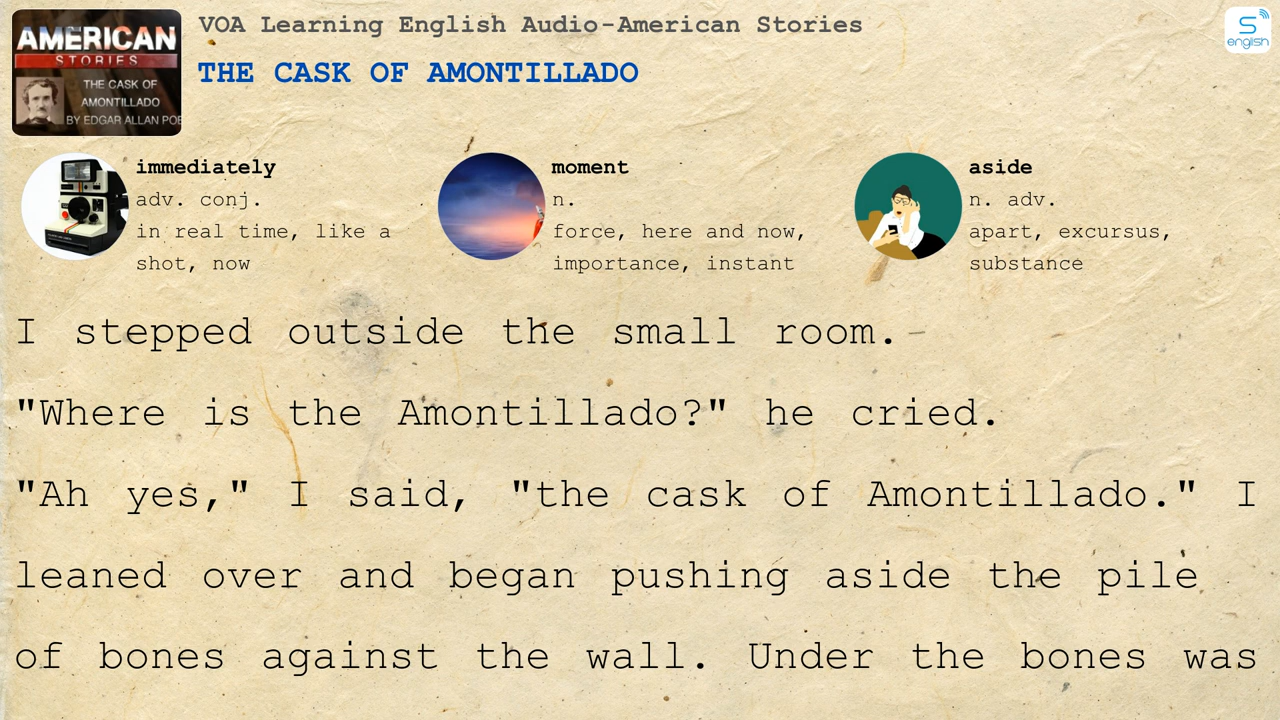 AMERICAN
STORIES
THE CASK OF
AMONTILLADO
BY EDGAR ALLAN POE
VOA Learning English Audio-American Stories
THE CASK OF AMONTILLADO
S
english
immediately
adv. conj.
in real time, like a
shot, now
moment
n.
force, here and now,
importance, instant
aside
n. adv.
apart, excursus,
substance
I stepped outside the small room.
"Where is the Amontillado?" he cried.
"Ah yes," I said, "the cask of Amontillado." I
leaned over and began pushing aside the pile
of bones against the wall. Under the bones was